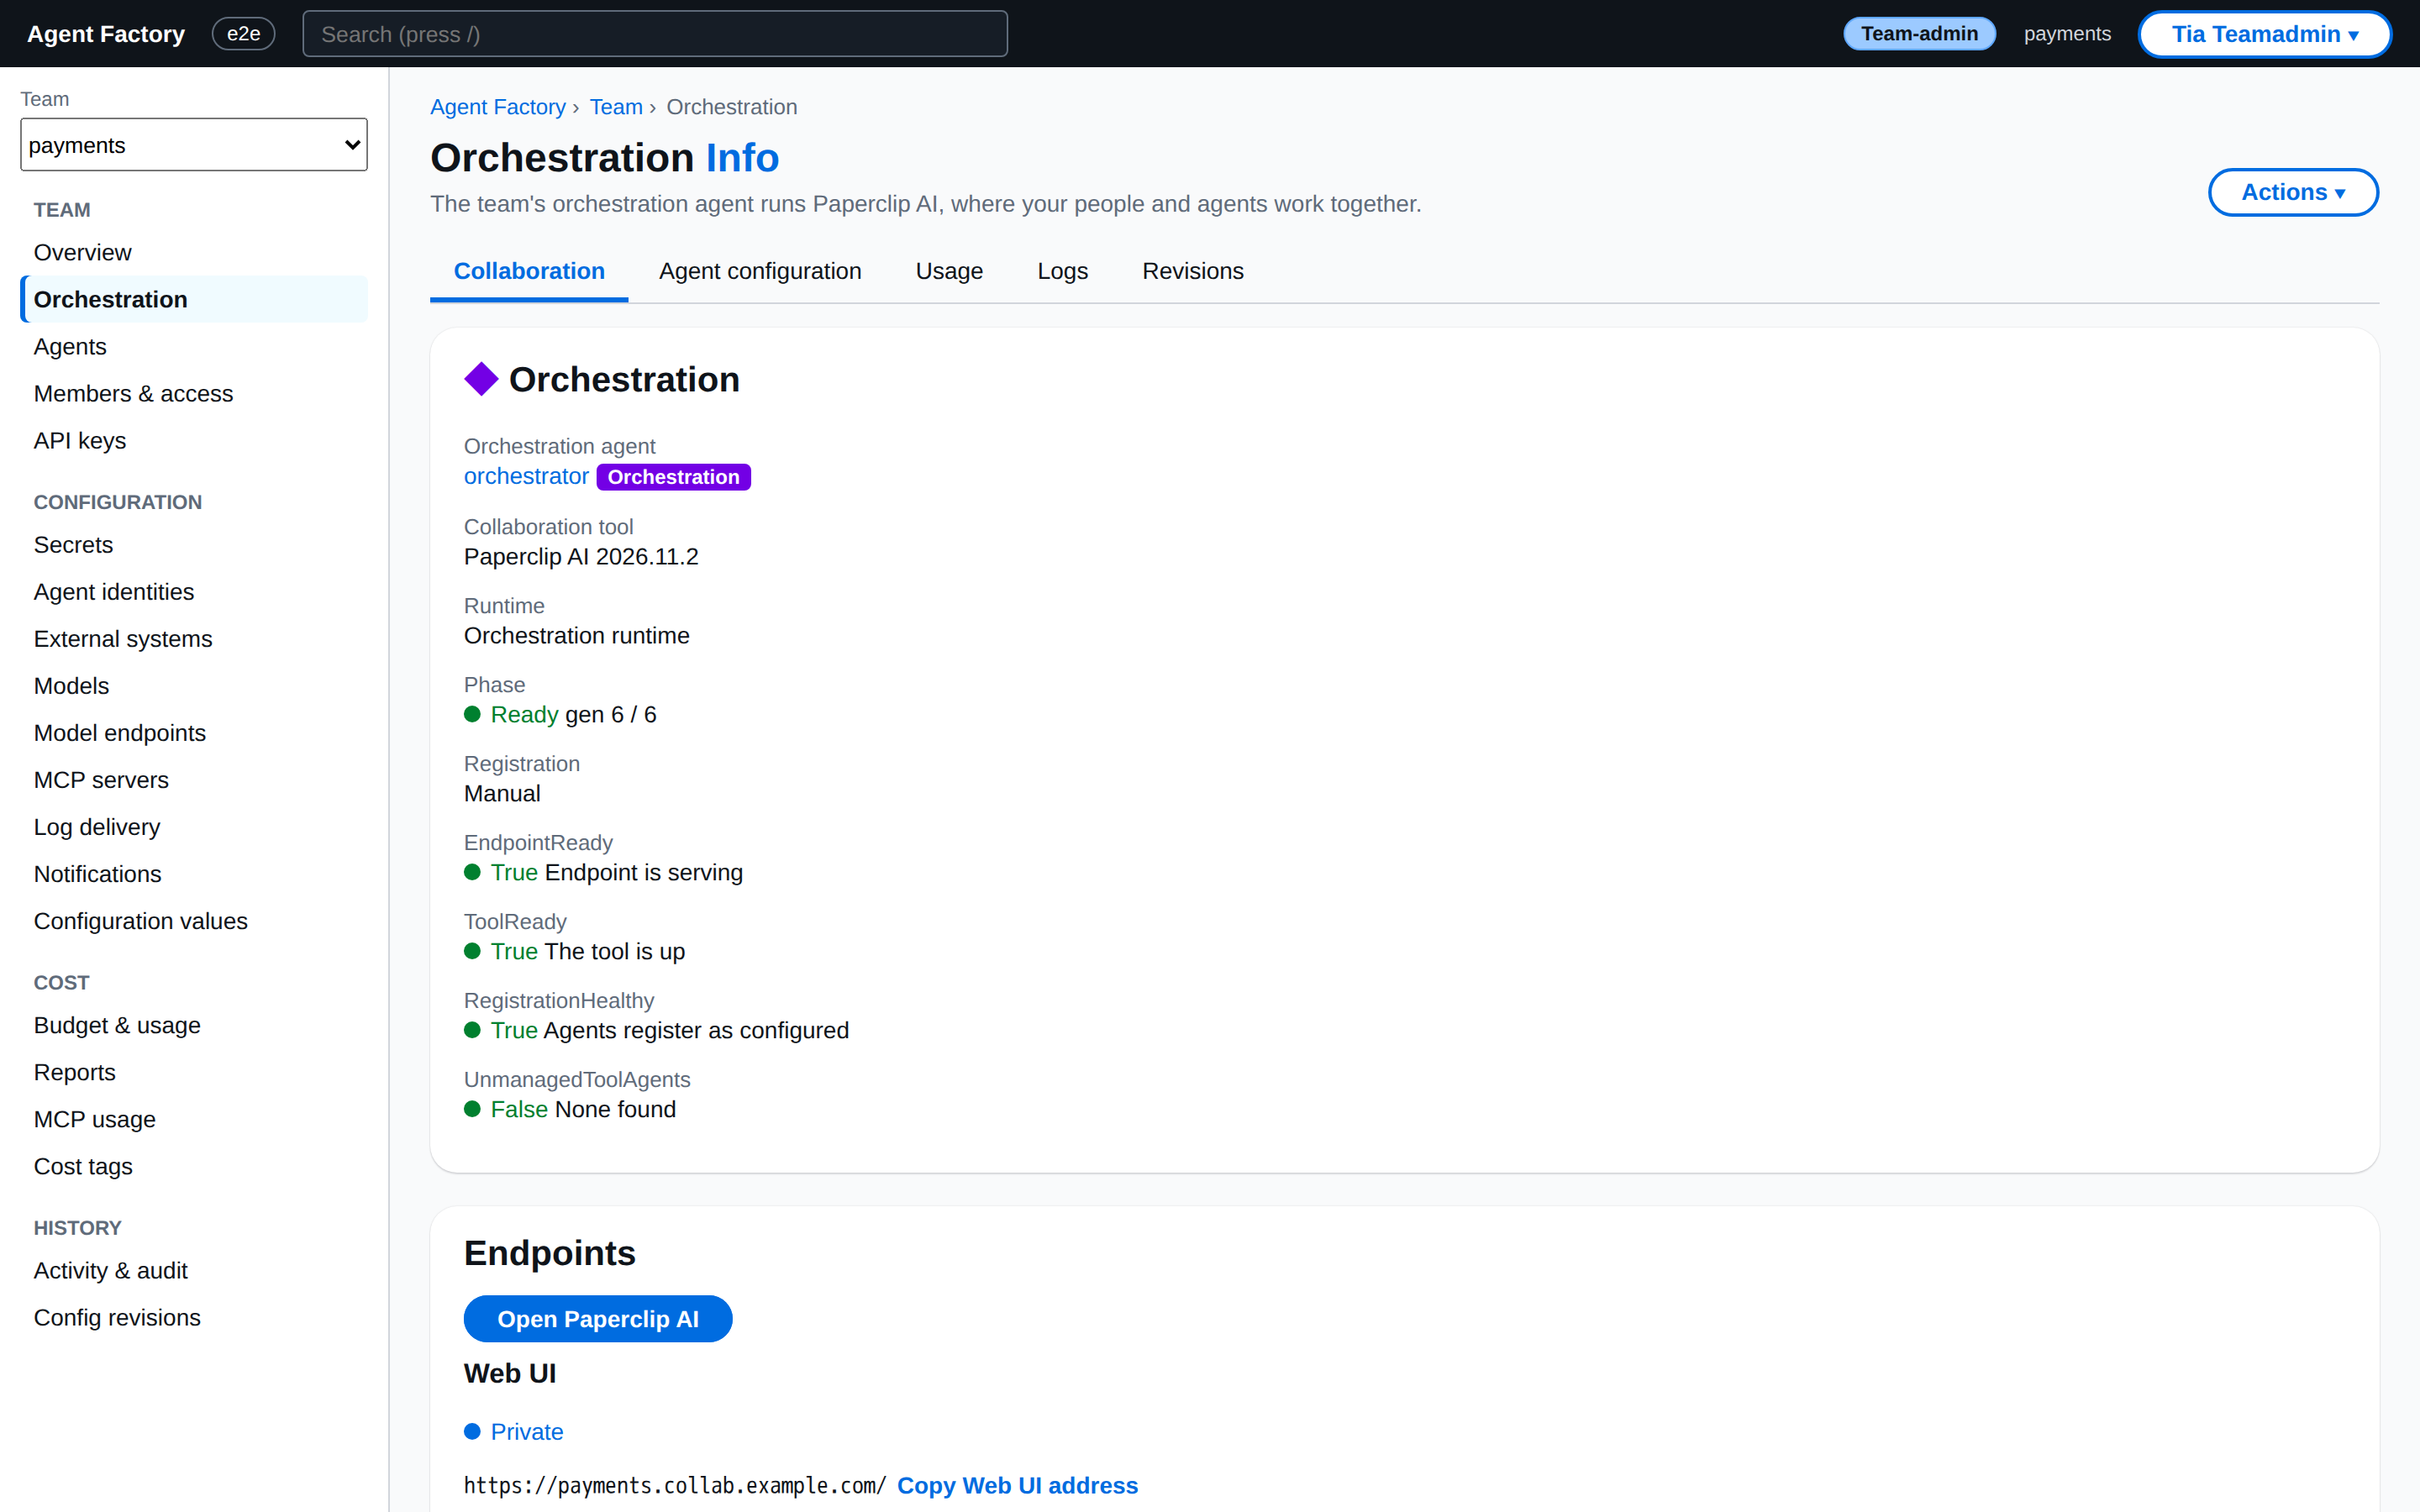 Agent Factory
e2e
Search (press /)
Team-admin
payments
Tia Teamadmin ▾
Team
payments
TEAM
Overview
Orchestration
Agents
Members & access
API keys
CONFIGURATION
Secrets
Agent identities
External systems
Models
Model endpoints
MCP servers
Log delivery
Notifications
Configuration values
COST
Budget & usage
Reports
MCP usage
Cost tags
HISTORY
Activity & audit
Config revisions
Agent Factory › Team › Orchestration
Orchestration Info
The team's orchestration agent runs Paperclip AI, where your people and agents work together.
Actions ▾
Collaboration
Agent configuration
Usage
Logs
Revisions
Orchestration
Orchestration agent
orchestrator Orchestration
Collaboration tool
Paperclip AI 2026.11.2
Runtime
Orchestration runtime
Phase
Ready gen 6 / 6
Registration
Manual
EndpointReady
True Endpoint is serving
ToolReady
True The tool is up
RegistrationHealthy
True Agents register as configured
UnmanagedToolAgents
False None found
Endpoints
Open Paperclip AI
Web UI
Private
https://payments.collab.example.com/ Copy Web UI address